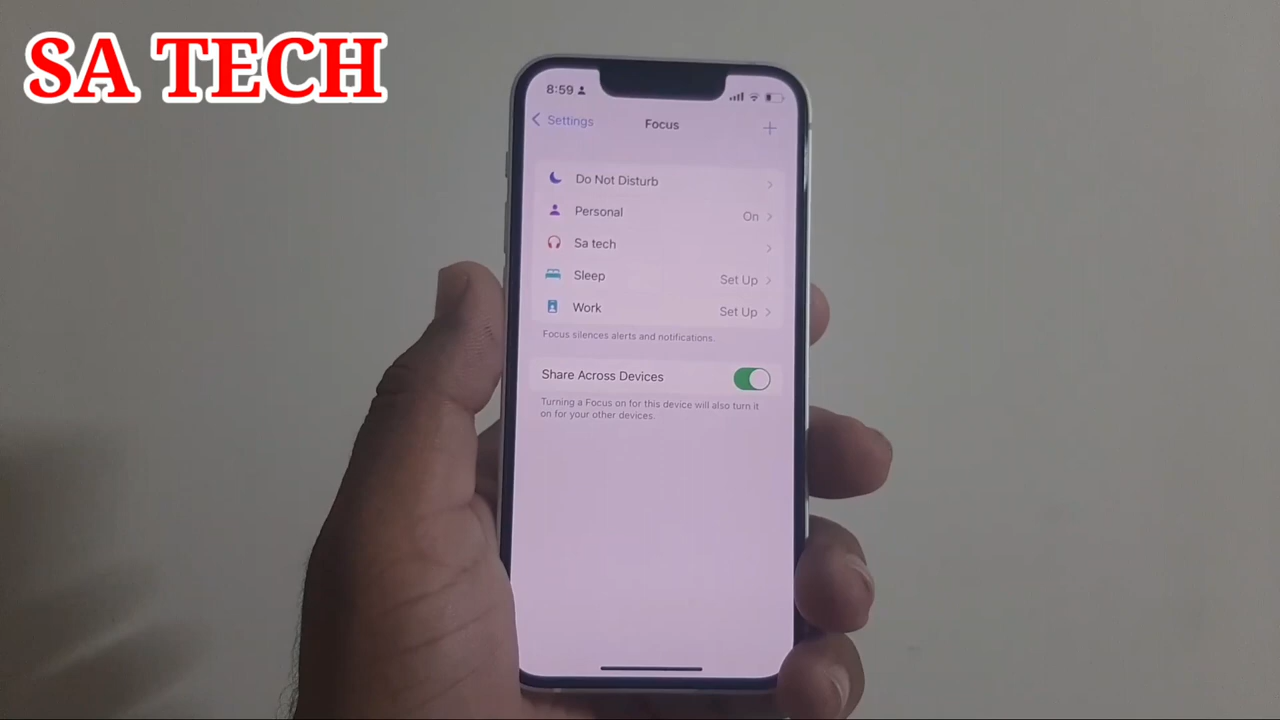 SA TECH
8:59
Settings
Focus
Do Not Disturb
Personal On
Sa tech
Sleep Set Up
Work Set Up
Focus silences alerts and notifications.
Share Across Devices
Turning a Focus on for this device will also turn it
on for your other devices.